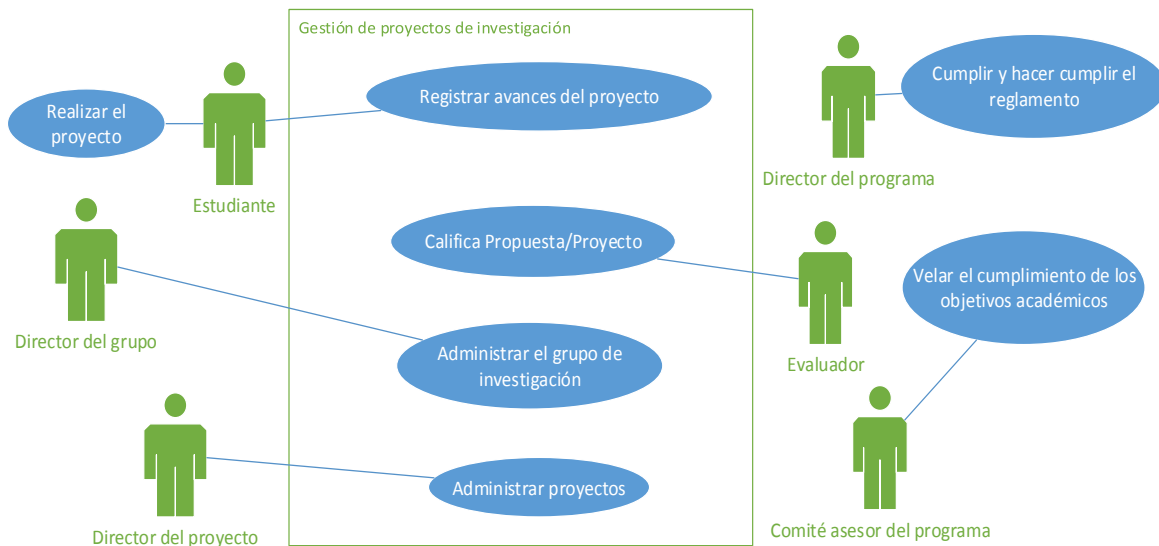 Gestión de proyectos de investigación
Realizar el
proyecto
Estudiante
Registrar avances del proyecto
Cumplir y hacer cumplir el
reglamento
Director del programa
Califica Propuesta/Proyecto
Velar el cumplimiento de los
objetivos académicos
Director del grupo
Evaluador
Administrar el grupo de
investigación
Administrar proyectos
Director del proyecto
Comité asesor del programa